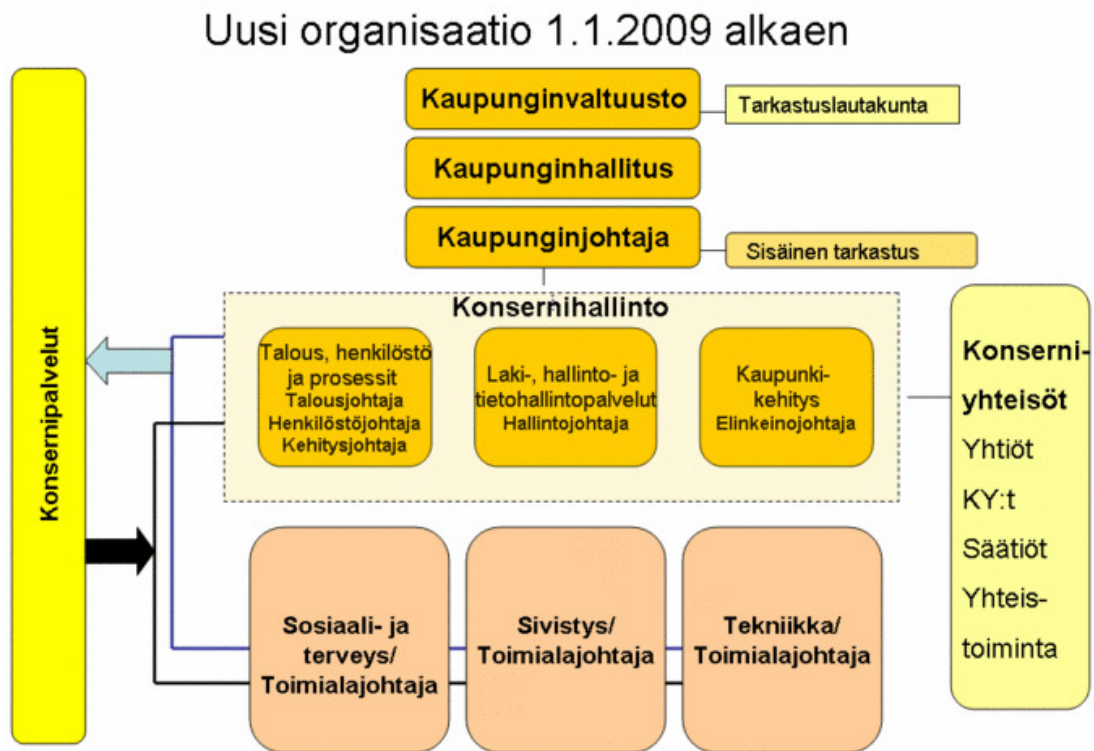 Uusi organisaatio 1.1.2009 alkaen
Kaupunginvaltuusto
Tarkastuslautakunta
Kaupunginhallitus
Kaupunginjohtaja
Sisäinen tarkastus
Konsernipalvelut
Konsernihallinto
Talous, henkilöstö
ja prosessit
Talousjohtaja
Henkilöstöjohtaja
Kehitysjohtaja
Laki-, hallinto- ja
tietohallintopalvelut
Hallintojohtaja
Kaupunki-
kehitys
Elinkeinojohtaja
Konserni-
yhteisöt
Yhtiöt
KY:t
Säätiöt
Yhteis-
toiminta
Sosiaali- ja
terveys/
Toimialajohtaja
Sivistys/
Toimialajohtaja
Tekniikka/
Toimialajohtaja